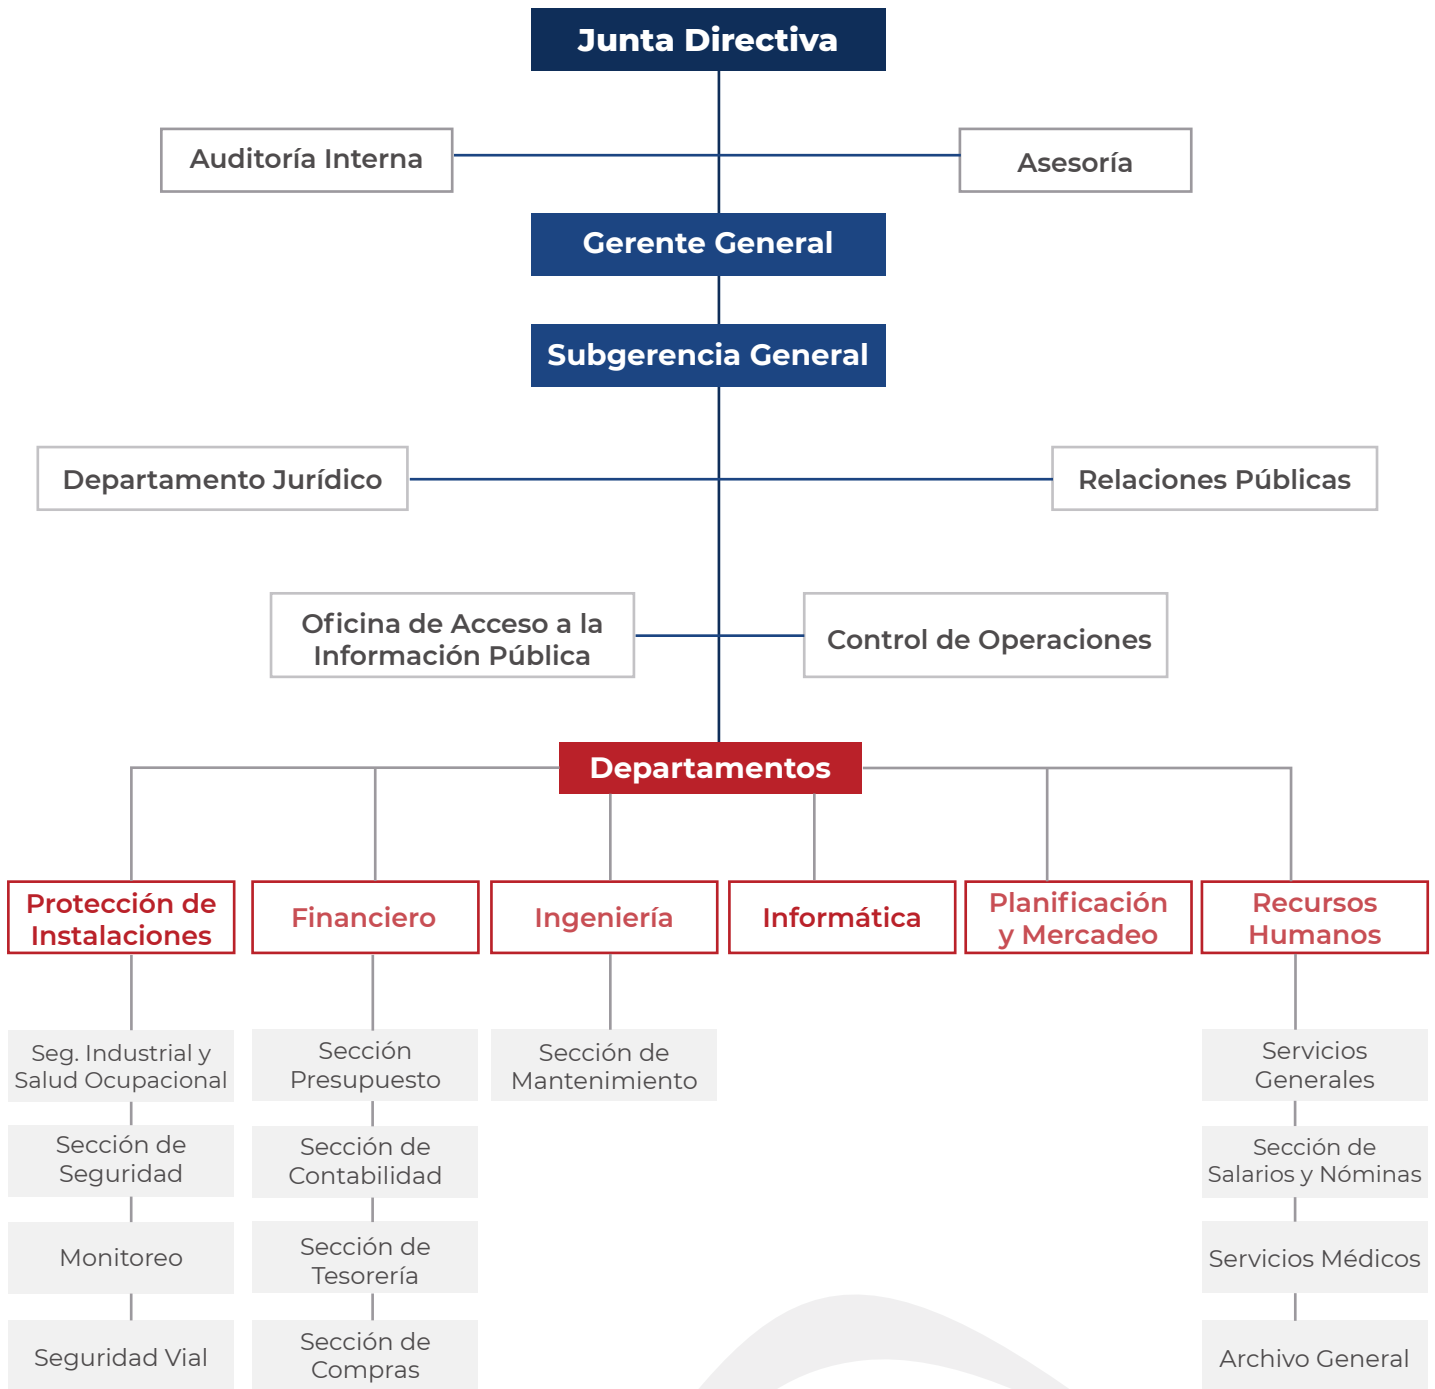 Junta Directiva
Auditoría Interna
Asesoría
Gerente General
Subgerencia General
Departamento Jurídico
Relaciones Públicas
Oficina de Acceso a la
Información Pública
Control de Operaciones
Departamentos
Protección de
Instalaciones
Financiero
Ingeniería
Informática
Planificación
y Mercadeo
Recursos
Humanos
Seg. Industrial y
Salud Ocupacional
Sección de
Seguridad
Monitoreo
Seguridad Vial
Sección
Presupuesto
Sección de
Contabilidad
Sección de
Tesorería
Sección de
Compras
Sección de
Mantenimiento
Servicios
Generales
Sección de
Salarios y Nóminas
Servicios Médicos
Archivo General